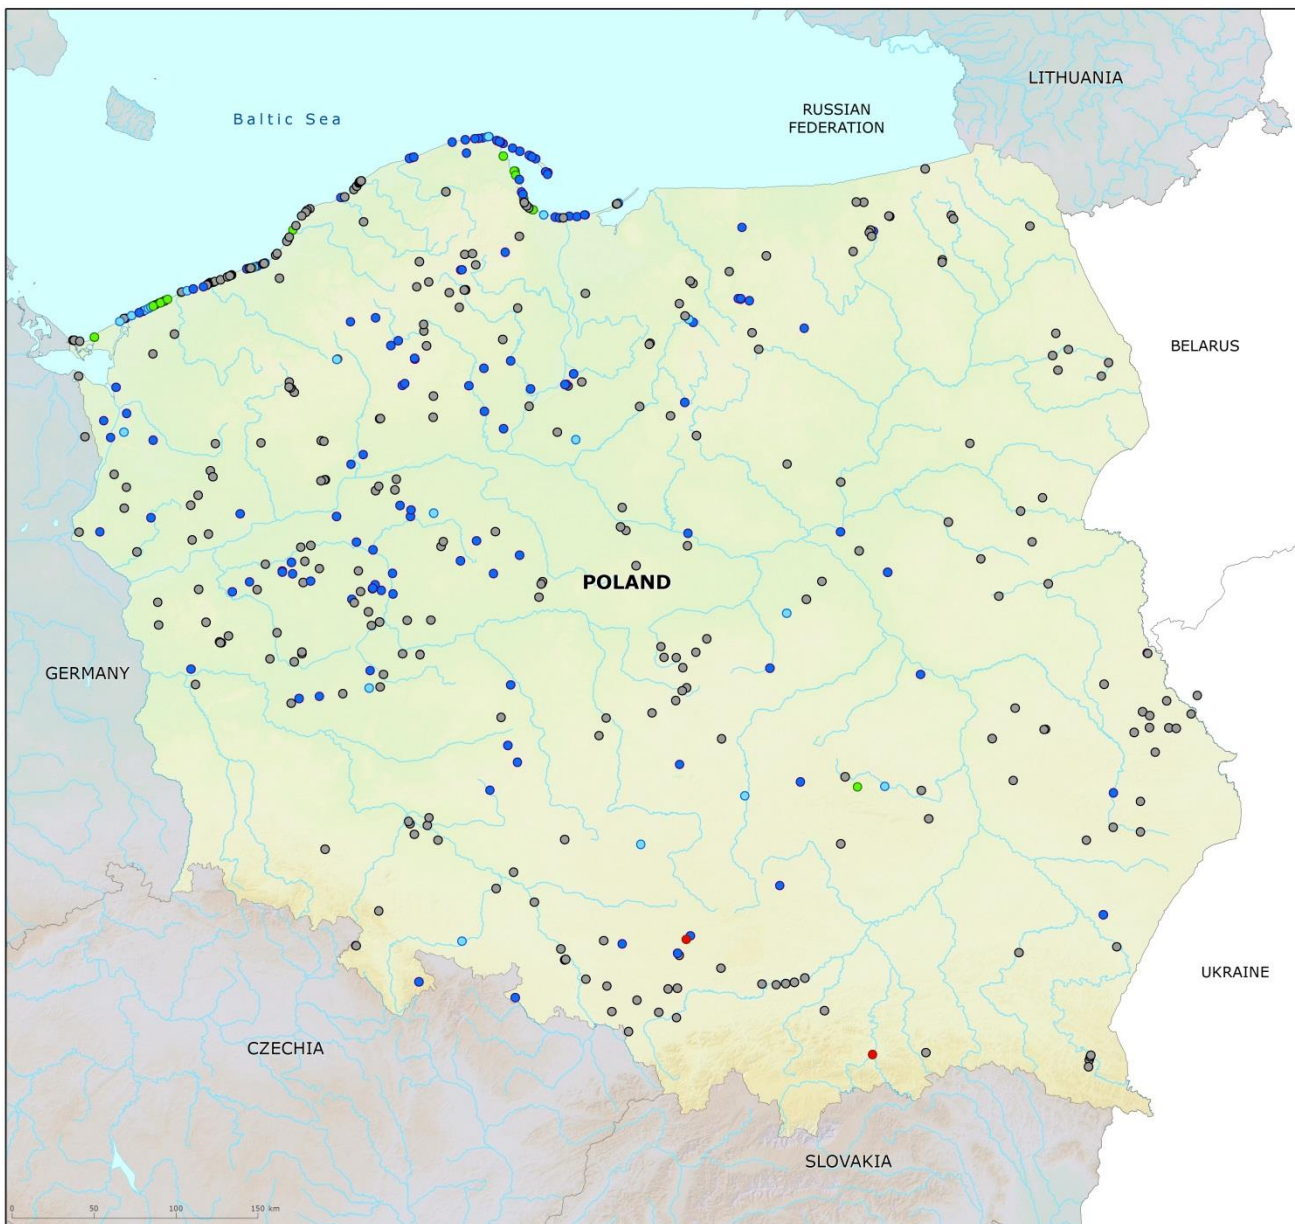 LITHUANIA
RUSSIAN
FEDERATION
Baltic Sea
BELARUS
POLAND
GERMANY
UKRAINE
CZECHIA
SLOVAKIA
0 50 100 150 km